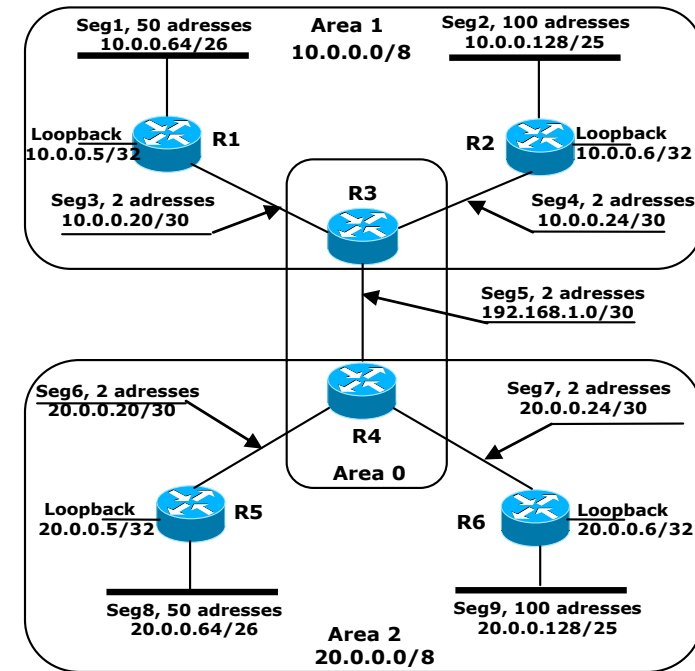 Seg1, 50 adresses
10.0.0.64/26
Area 1
10.0.0.0/8
Seg2, 100 adresses
10.0.0.128/25
Loopback
10.0.0.5/32
R1
R2
Loopback
10.0.0.6/32
Seg3, 2 adresses
10.0.0.20/30
R3
Seg4, 2 adresses
10.0.0.24/30
Seg5, 2 adresses
192.168.1.0/30
Seg6, 2 adresses
20.0.0.20/30
Seg7, 2 adresses
20.0.0.24/30
R4
Area 0
Loopback
20.0.0.5/32
R5
R6
Loopback
20.0.0.6/32
Seg8, 50 adresses
20.0.0.64/26
Seg9, 100 adresses
20.0.0.128/25
Area 2
20.0.0.0/8